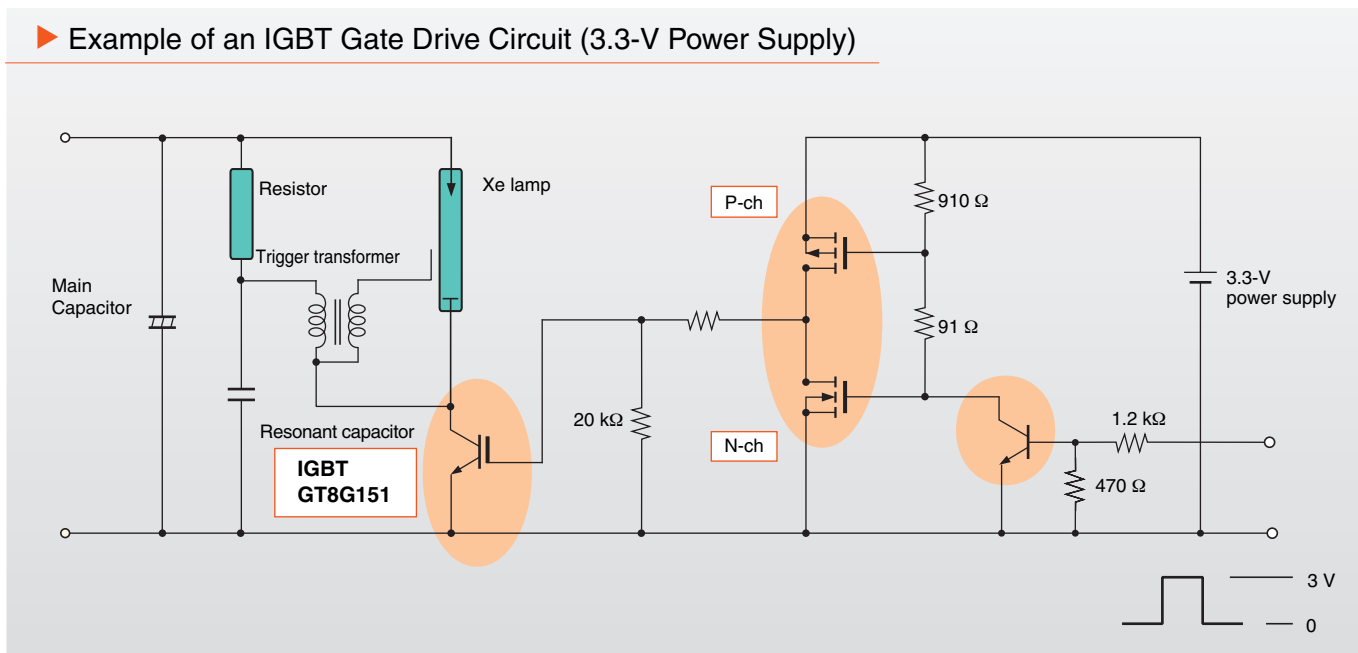 Example of an IGBT Gate Drive Circuit (3.3-V Power Supply)
Resistor
Xe lamp
P-ch
910 Ω
Trigger transformer
Main
Capacitor
3.3-V
power supply
91 Ω
20 kΩ
1.2 kΩ
Resonant capacitor
N-ch
IGBT
GT8G151
470 Ω
3 V
0